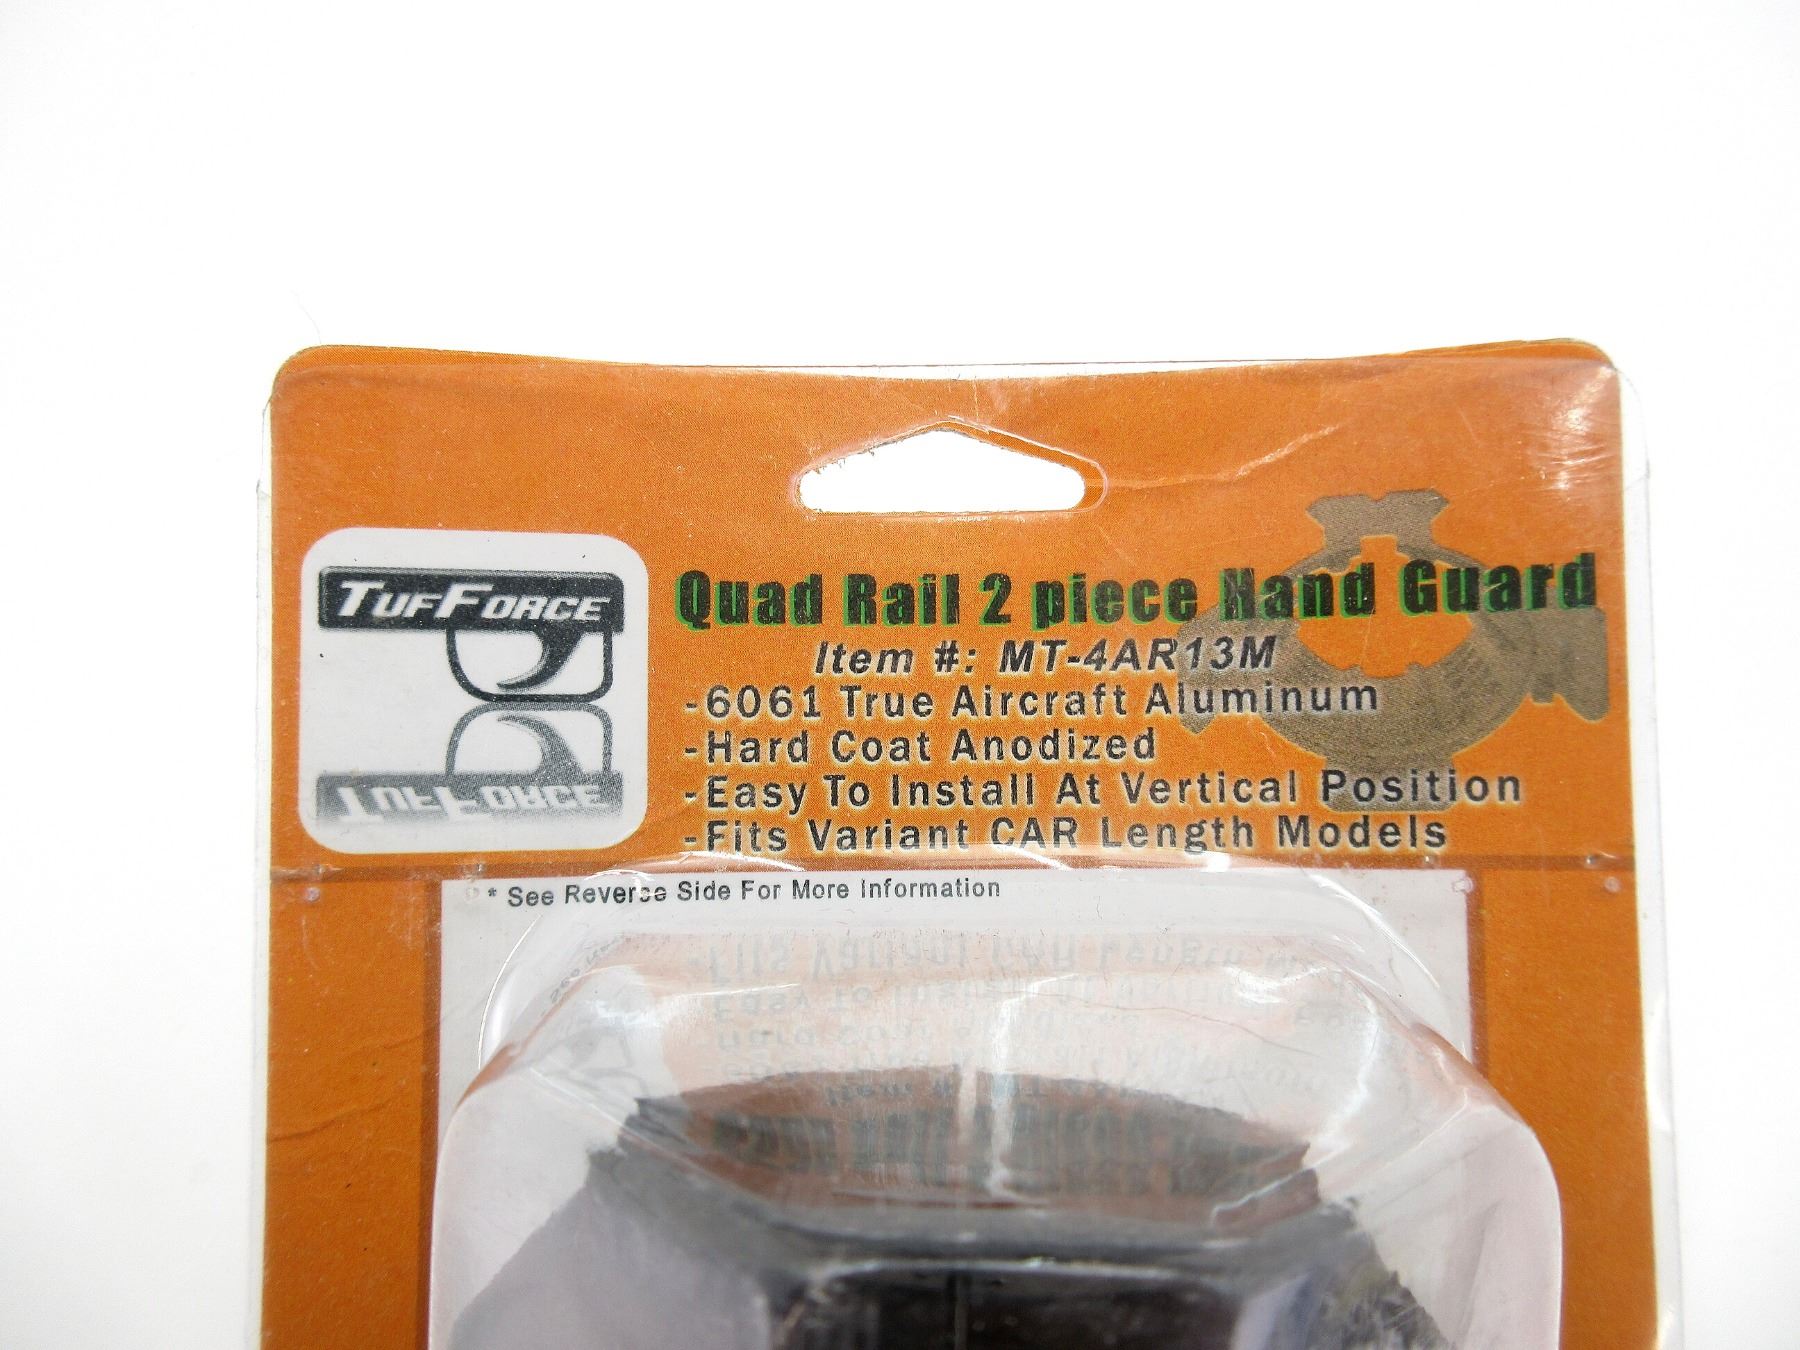 TUFFORCE
Quad Rail 2 piece Hand Guard
Item #: MT-4AR13M
-6061 True Aircraft Aluminum
-Hard Coat Anodized
-Easy To Install At Vertical Position
-Fits Variant CAR Length Models
* See Reverse Side For More Information